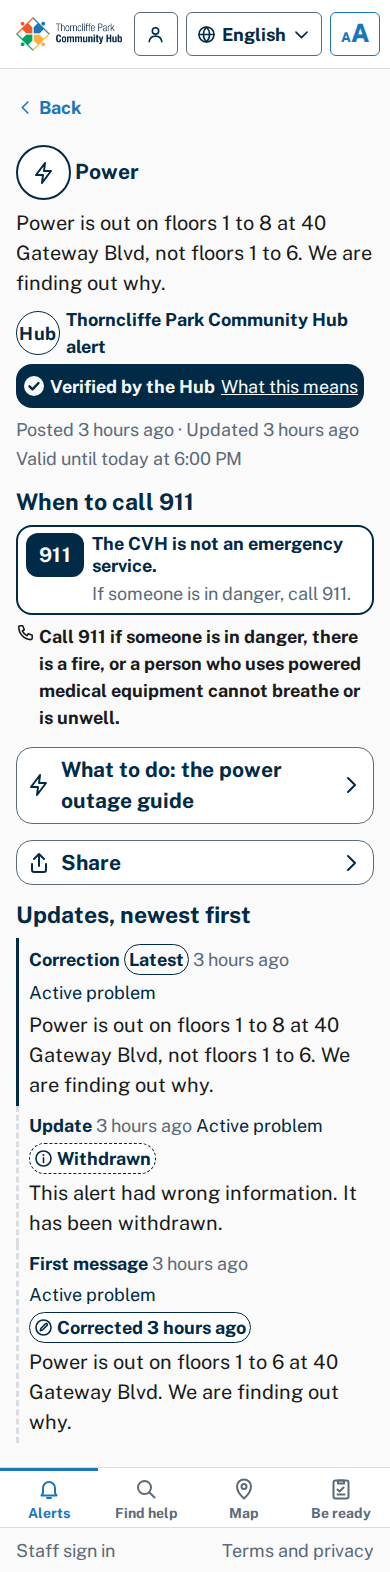 Thorncliffe Park
Community Hub
English
AA
Back
Power
Power is out on floors 1 to 8 at 40
Gateway Blvd, not floors 1 to 6. We are
finding out why.
Hub
Thorncliffe Park Community Hub
alert
Verified by the Hub What this means
Posted 3 hours ago · Updated 3 hours ago
Valid until today at 6:00 PM
When to call 911
911
The CVH is not an emergency
service.
If someone is in danger, call 911.
Call 911 if someone is in danger, there
is a fire, or a person who uses powered
medical equipment cannot breathe or
is unwell.
What to do: the power
outage guide
Share
Updates, newest first
Correction Latest 3 hours ago
Active problem
Power is out on floors 1 to 8 at 40
Gateway Blvd, not floors 1 to 6. We
are finding out why.
Update 3 hours ago Active problem
Withdrawn
This alert had wrong information. It
has been withdrawn.
First message 3 hours ago
Active problem
Corrected 3 hours ago
Power is out on floors 1 to 6 at 40
Gateway Blvd. We are finding out
why.
Alerts Find help Map Be ready
Staff sign in Terms and privacy